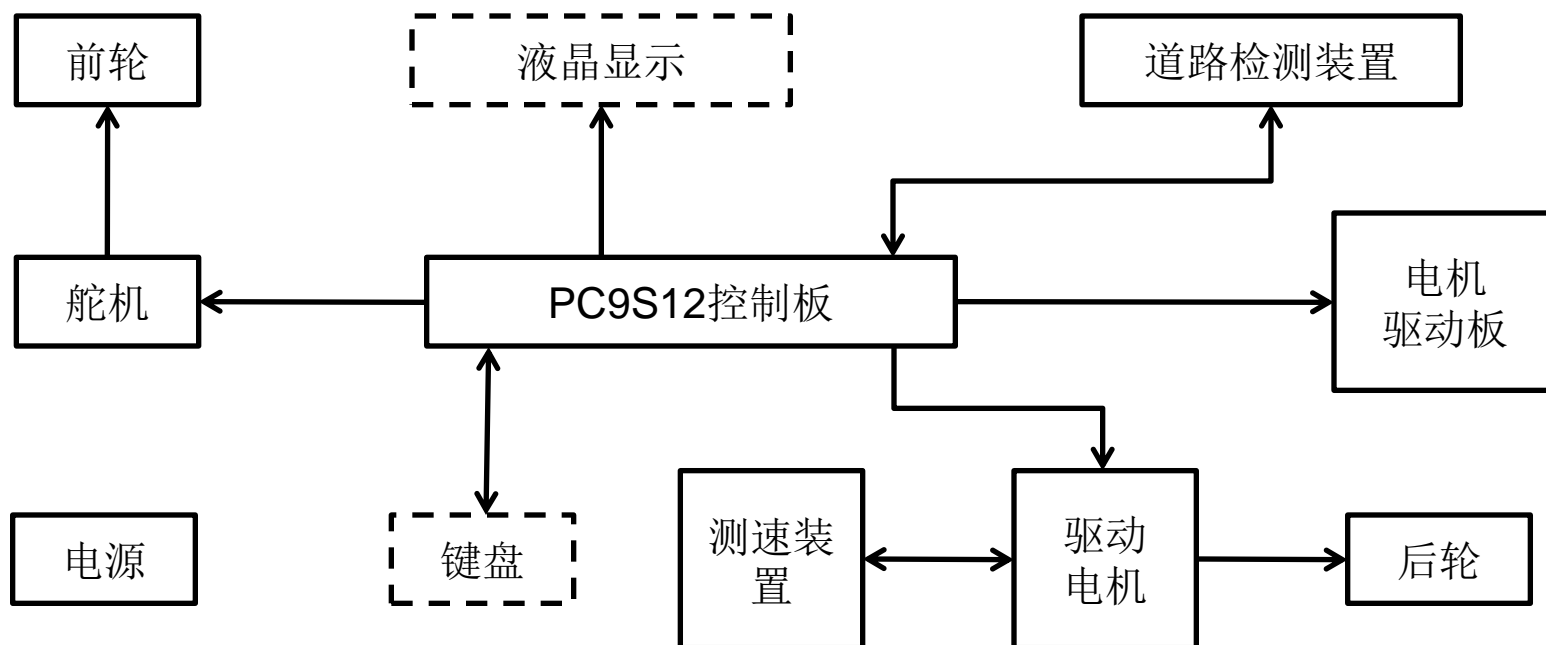 前轮
液晶显示
道路检测装置
舵机
PC9S12控制板
电机
驱动板
电源
键盘
测速装
置
驱动
电机
后轮